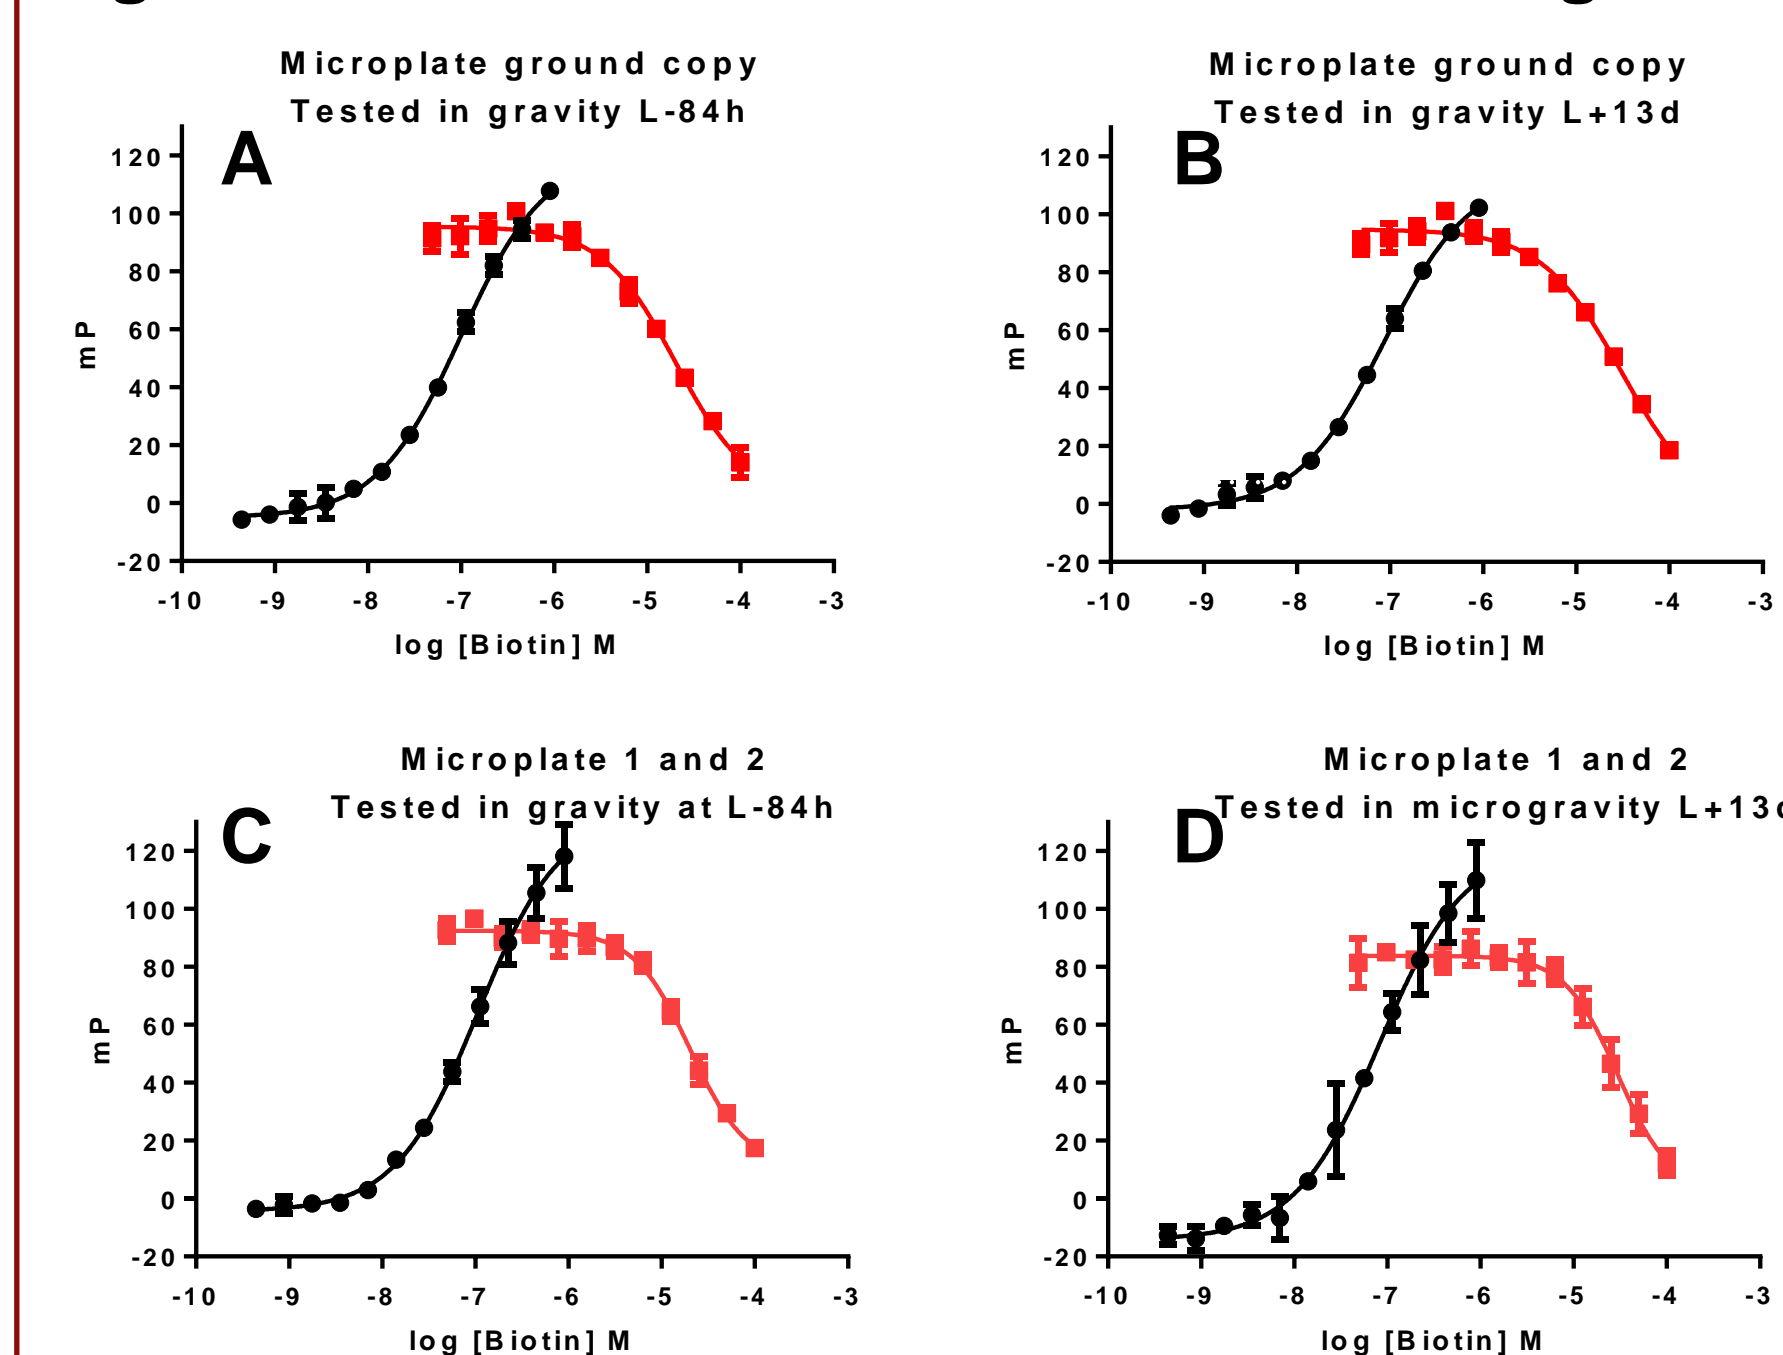 Microplate ground copy
Tested in gravity L-84h
A
120
100
80
60
40
20
0
-20
mP
-10 -9 -8 -7 -6 -5 -4 -3
log [Biotin] M
Microplate ground copy
Tested in gravity L+13d
B
120
100
80
60
40
20
0
-20
mP
-10 -9 -8 -7 -6 -5 -4 -3
log [Biotin] M
Microplate 1 and 2
Tested in gravity at L-84h
C
120
100
80
60
40
20
0
-20
mP
-10 -9 -8 -7 -6 -5 -4 -3
log [Biotin] M
Microplate 1 and 2
Tested in microgravity L+13d
D
120
100
80
60
40
20
0
-20
mP
-10 -9 -8 -7 -6 -5 -4 -3
log [Biotin] M